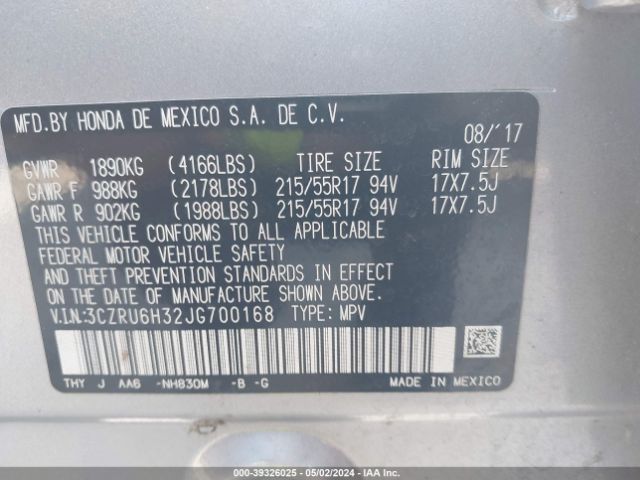 MFD.BY HONDA DE MEXICO S.A. DE C.V.
08/'17
GVWR 1890KG (4166LBS) TIRE SIZE RIM SIZE
GAWR F 988KG (2178LBS) 215/55R17 94V 17X7.5J
GAWR R 902KG (1988LBS) 215/55R17 94V 17X7.5J
THIS VEHICLE CONFORMS TO ALL APPLICABLE
FEDERAL MOTOR VEHICLE SAFETY
AND THEFT PREVENTION STANDARDS IN EFFECT
ON THE DATE OF MANUFACTURE SHOWN ABOVE.
V.I.N:3CZRU6H32JG700168 TYPE: MPV
THY J AA6 -NH830M -B -G MADE IN MEXICO
000-39326025 - 05/02/2024 - IAAI.COM